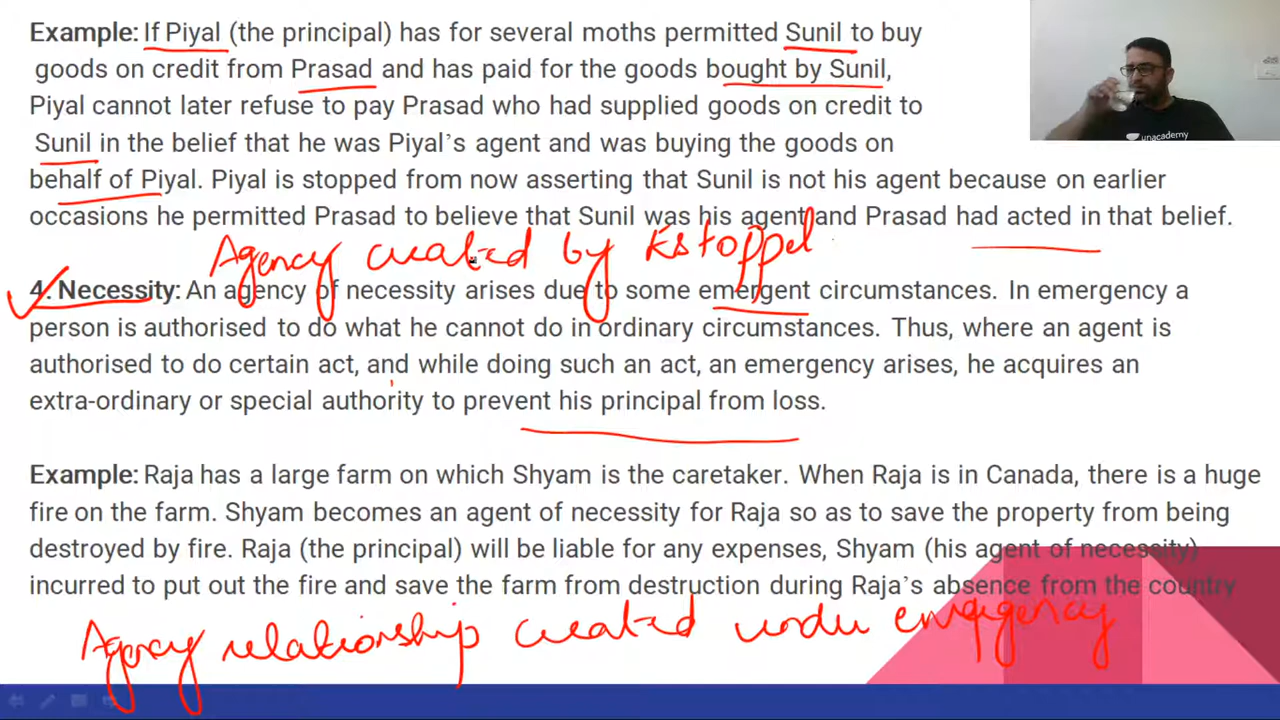 Example: If Piyal (the principal) has for several moths permitted Sunil to buy
goods on credit from Prasad and has paid for the goods bought by Sunil,
Piyal cannot later refuse to pay Prasad who had supplied goods on credit to
unacademy
Sunil in the belief that he was Piyal's agent and was buying the goods on
behalf of Piyal. Piyal is stopped from now asserting that Sunil is not his agent because on earlier
occasions he permitted Prasad to believe that Sunil was his agent and Prasad had acted in that belief.
Agency created by Estoppel
4. Necessity: An agency of necessity arises due to some emergent circumstances. In emergency a
person is authorised to do what he cannot do in ordinary circumstances. Thus, where an agent is
authorised to do certain act, and while doing such an act, an emergency arises, he acquires an
extra-ordinary or special authority to prevent his principal from loss.
Example: Raja has a large farm on which Shyam is the caretaker. When Raja is in Canada, there is a huge
fire on the farm. Shyam becomes an agent of necessity for Raja so as to save the property from being
destroyed by fire. Raja (the principal) will be liable for any expenses, Shyam (his agent of necessity)
incurred to put out the fire and save the farm from destruction during Raja's absence from the country
Agency relationship created under emergency